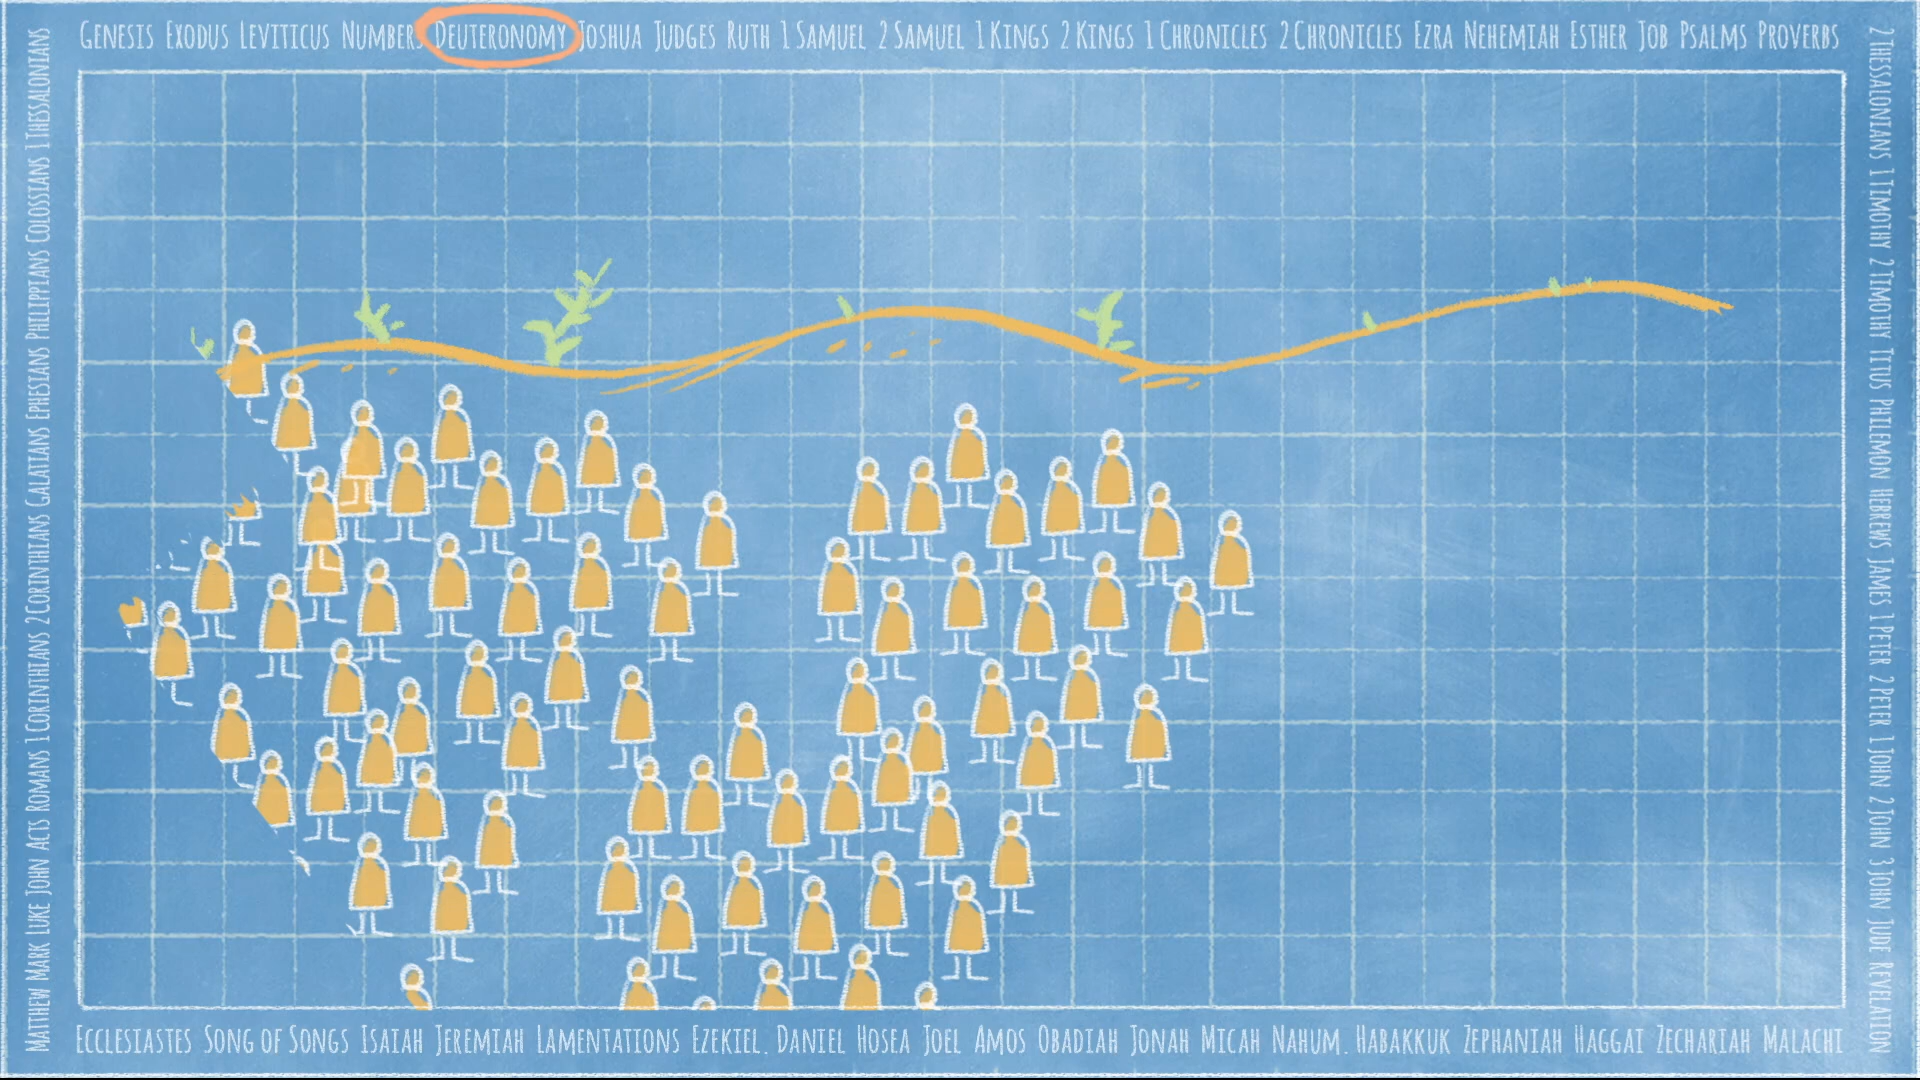 Genesis Exodus Leviticus Numbers Deuteronomy Joshua Judges Ruth 1 Samuel 2 Samuel 1 Kings 2 Kings 1 Chronicles 2 Chronicles Ezra Nehemiah Esther Job Psalms Proverbs
Ecclesiastes Song of Songs Isaiah Jeremiah Lamentations Ezekiel. Daniel Hosea Joel Amos Obadiah Jonah Micah Nahum. Habakkuk Zephaniah Haggai Zechariah Malachi
Matthew Mark Luke John Acts Romans 1 Corinthians 2 Corinthians Galatians Ephesians Philippians Colossians 1 Thessalonians
2 Thessalonians 1 Timothy 2 Timothy Titus Philemon Hebrews James 1 Peter 2 Peter 1 John 2 John 3 John Jude Revelation